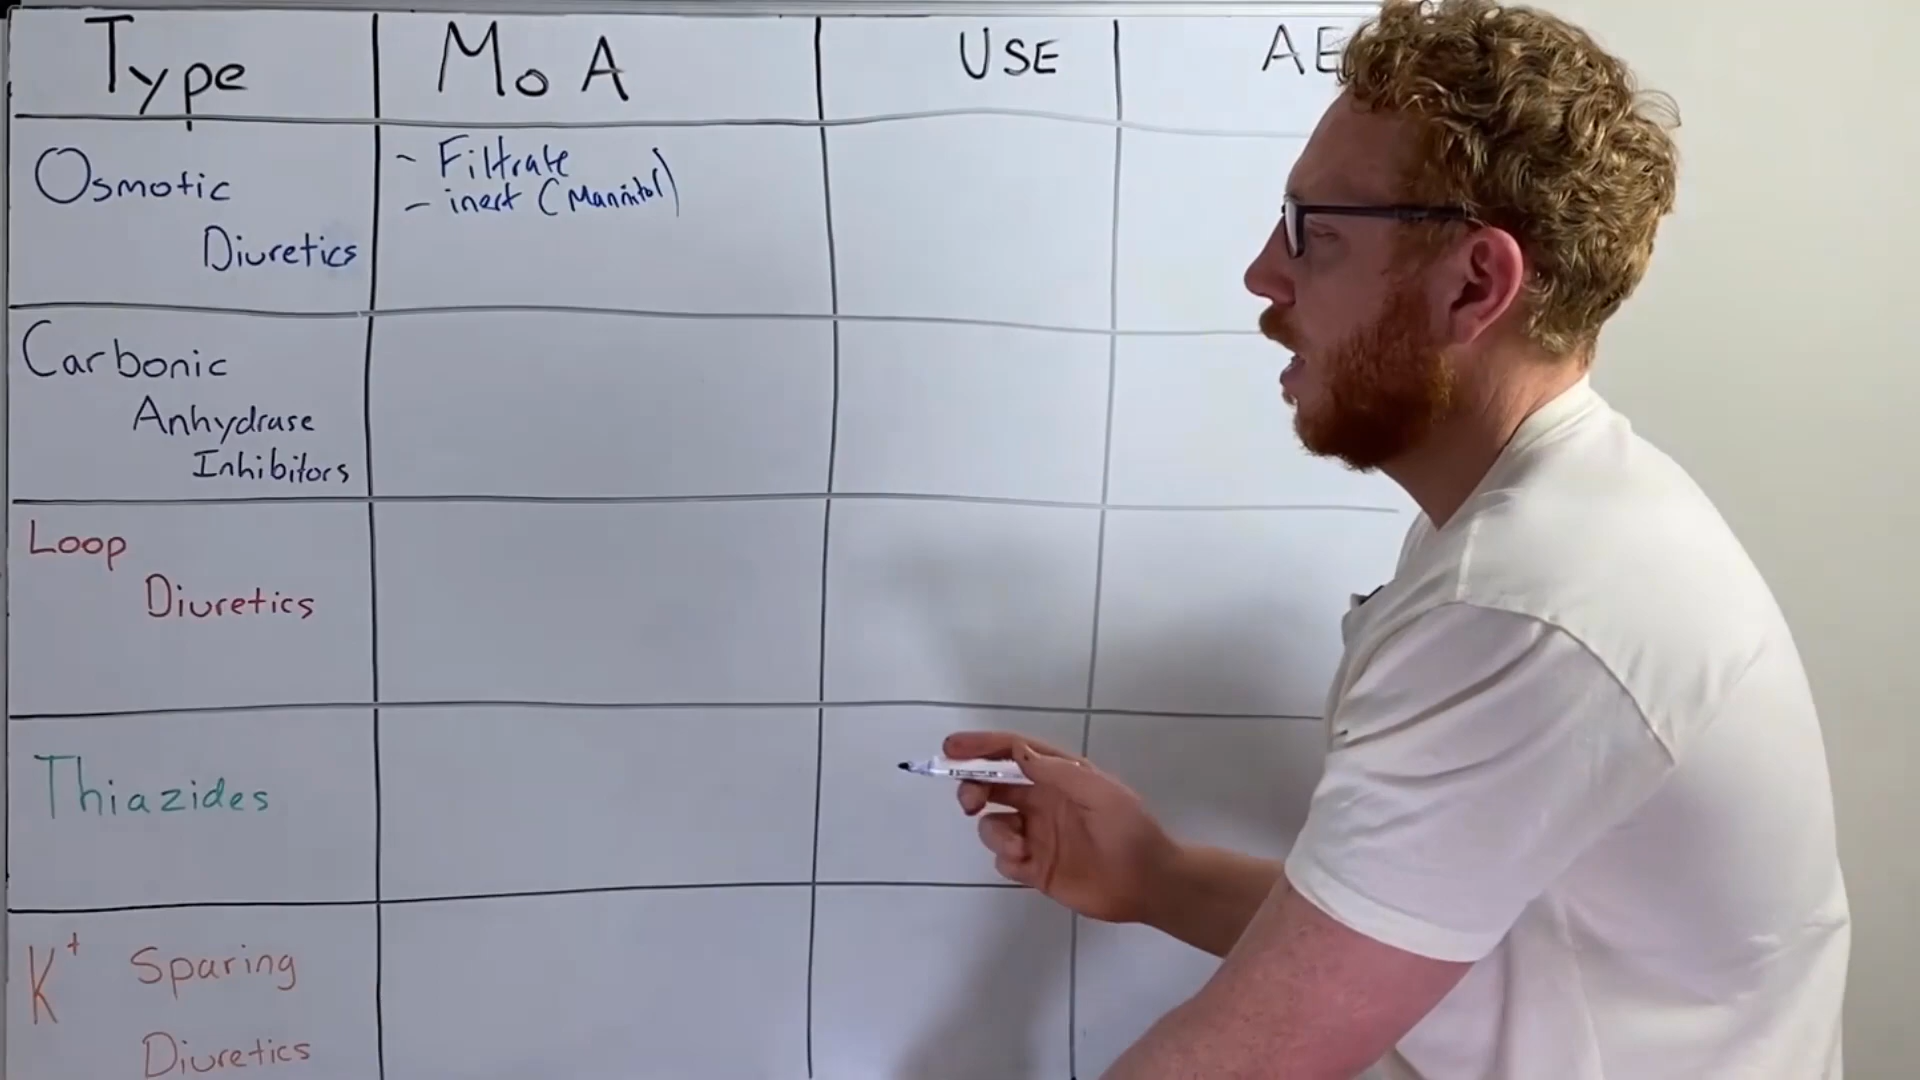 Type MoA USE AE
Osmotic
Diuretics
- Filtrate
- inert (Mannitol)
Carbonic
Anhydrase
Inhibitors
Loop
Diuretics
Thiazides
K+ Sparing
Diuretics